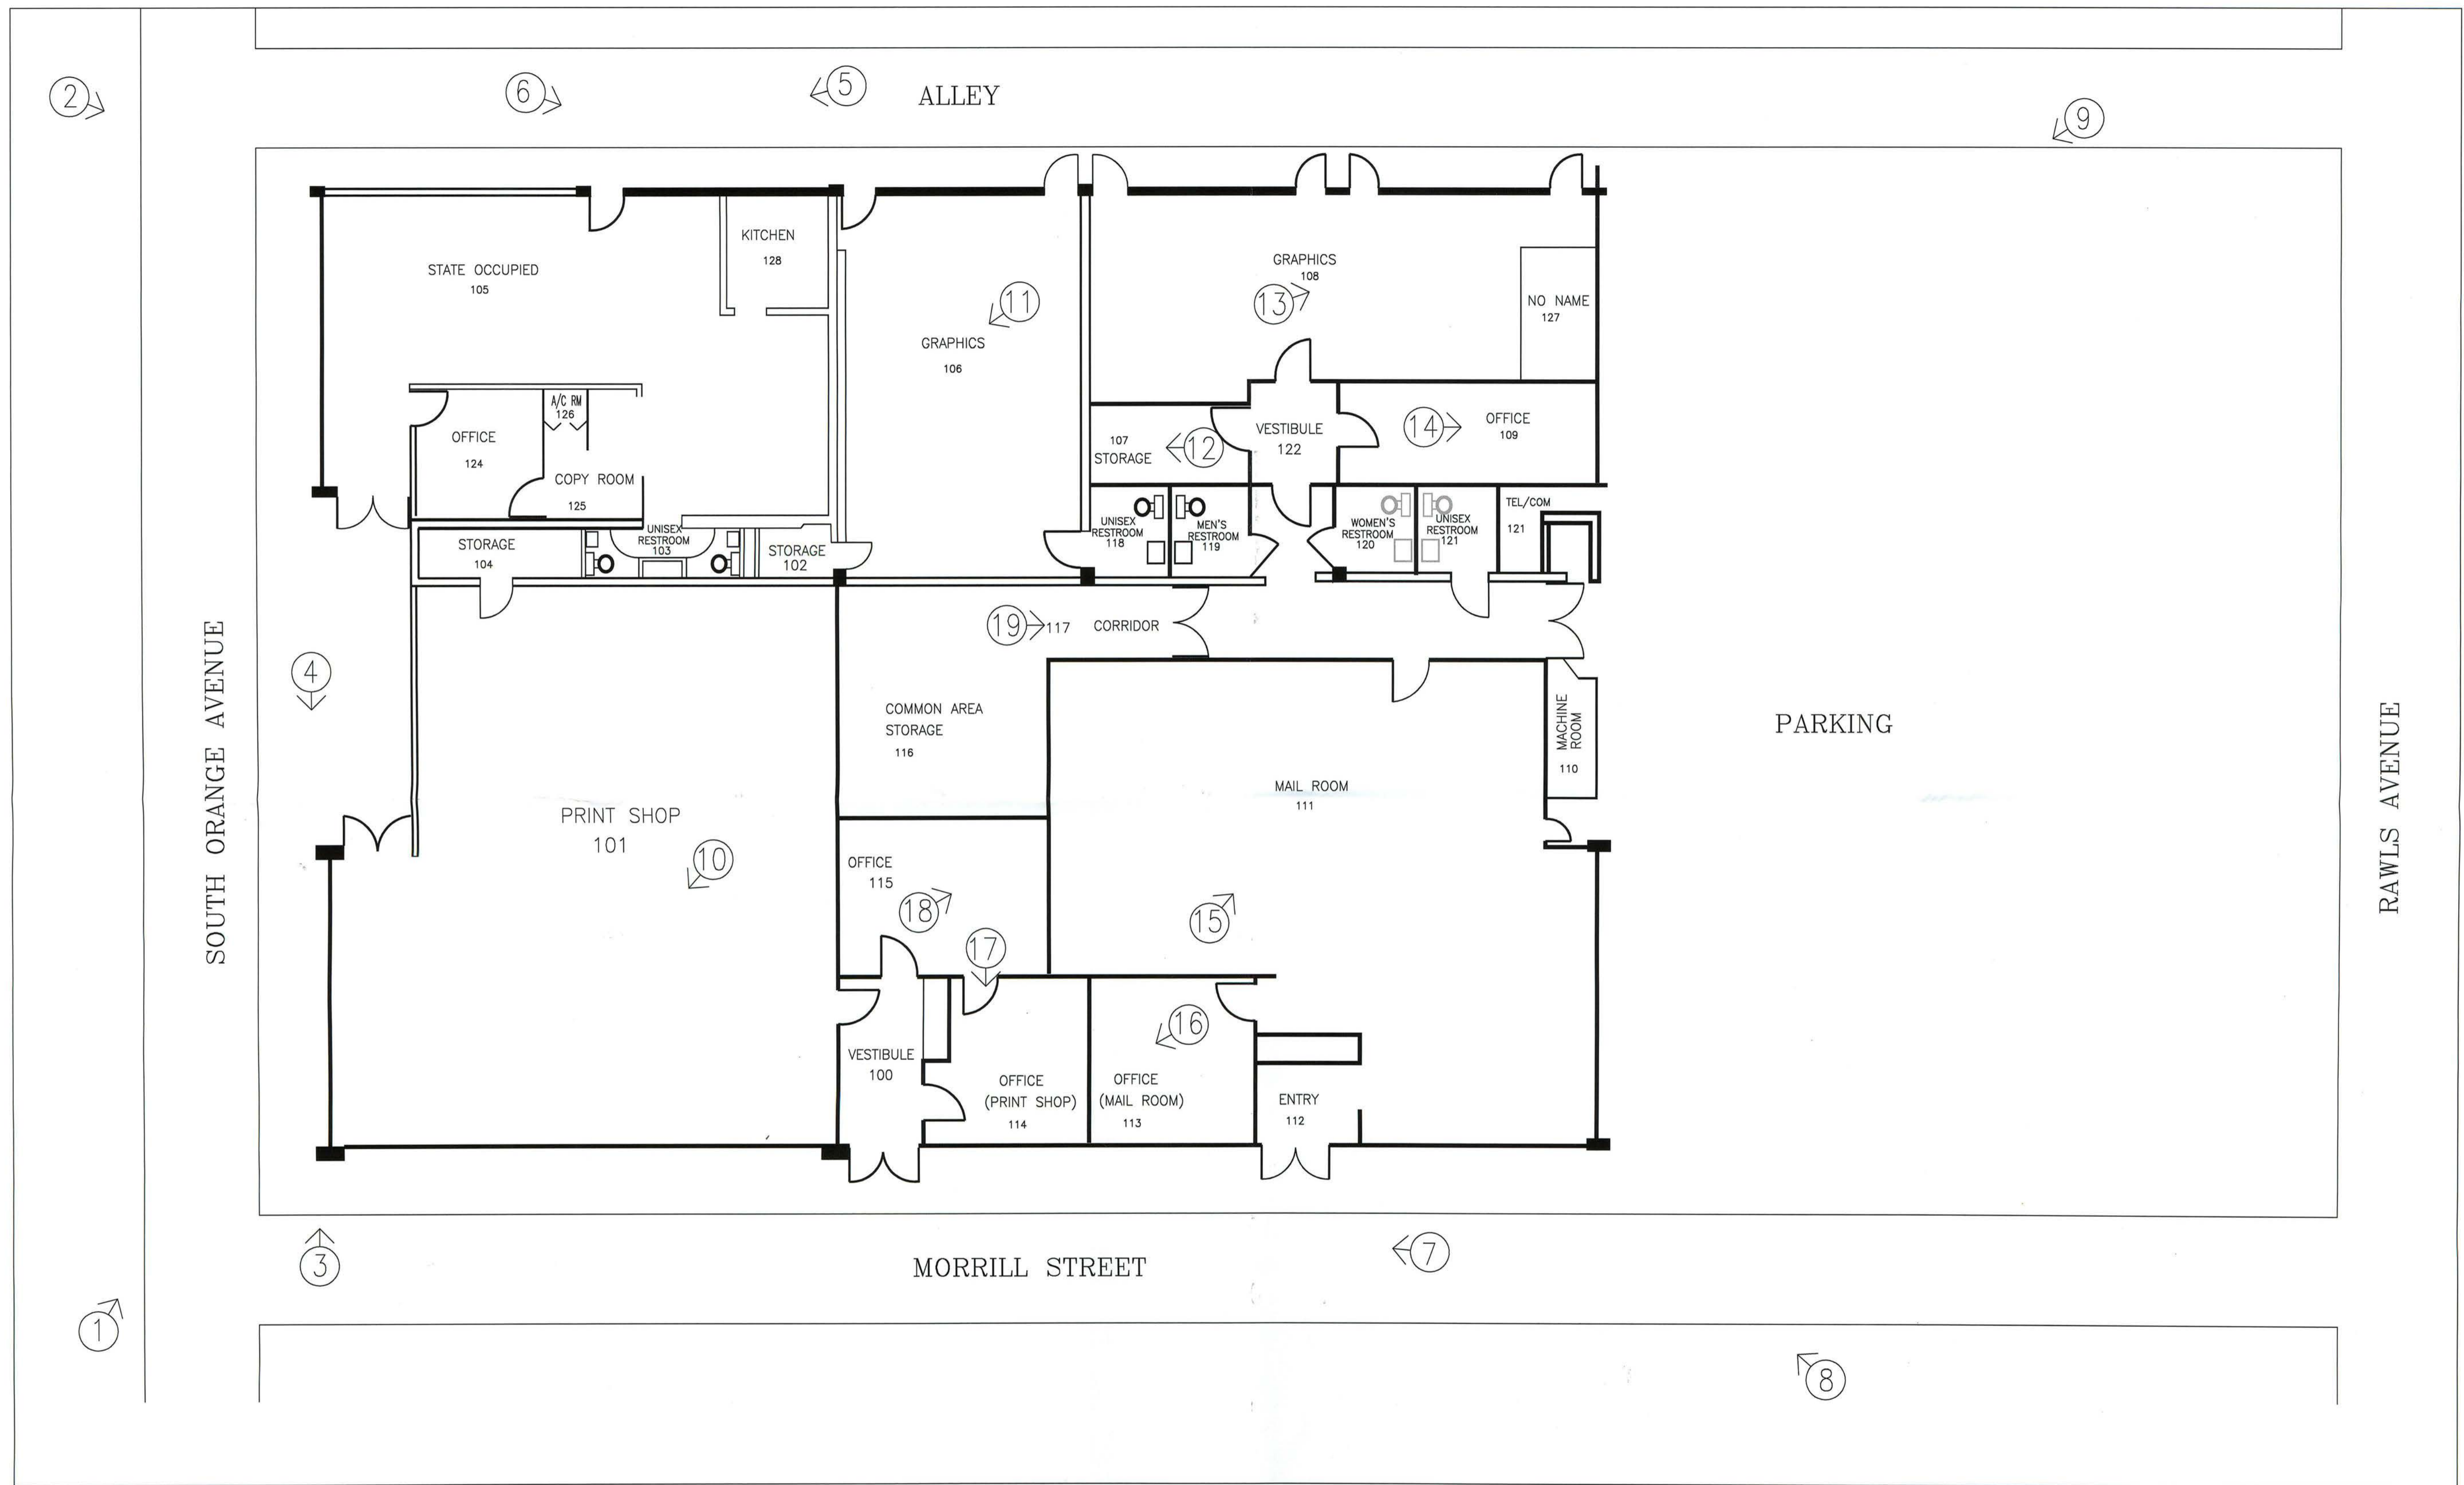 ALLEY
2
6
5
9
STATE OCCUPIED
105
KITCHEN
128
GRAPHICS
106
11
GRAPHICS
108
13
NO NAME
127
OFFICE
124
A/C RM
126
COPY ROOM
125
107
STORAGE
12
VESTIBULE
122
14
OFFICE
109
STORAGE
104
UNISEX
RESTROOM
103
STORAGE
102
UNISEX
RESTROOM
118
MEN'S
RESTROOM
119
WOMEN'S
RESTROOM
120
UNISEX
RESTROOM
121
TEL/COM
121
19
117 CORRIDOR
4
SOUTH ORANGE AVENUE
COMMON AREA
STORAGE
116
MACHINE
ROOM
110
PARKING
RAWLS AVENUE
MAIL ROOM
111
PRINT SHOP
101
10
OFFICE
115
18
17
15
16
VESTIBULE
100
OFFICE
(PRINT SHOP)
114
OFFICE
(MAIL ROOM)
113
ENTRY
112
3
MORRILL STREET
7
1
8